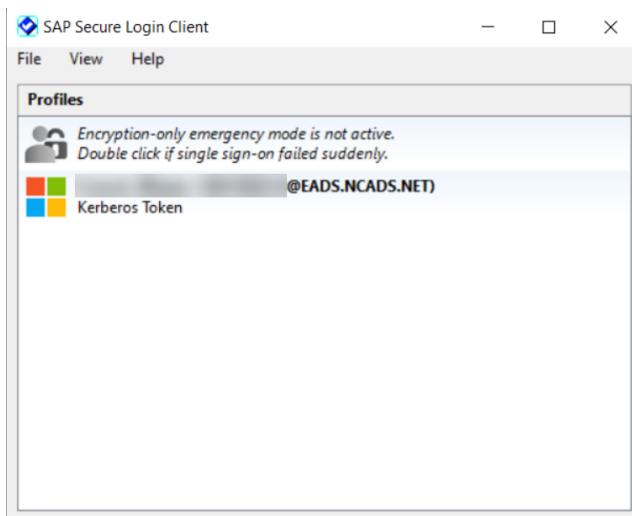 SAP Secure Login Client
File View Help
Profiles
Encryption-only emergency mode is not active.
Double click if single sign-on failed suddenly.
@EADS.NCADS.NET)
Kerberos Token